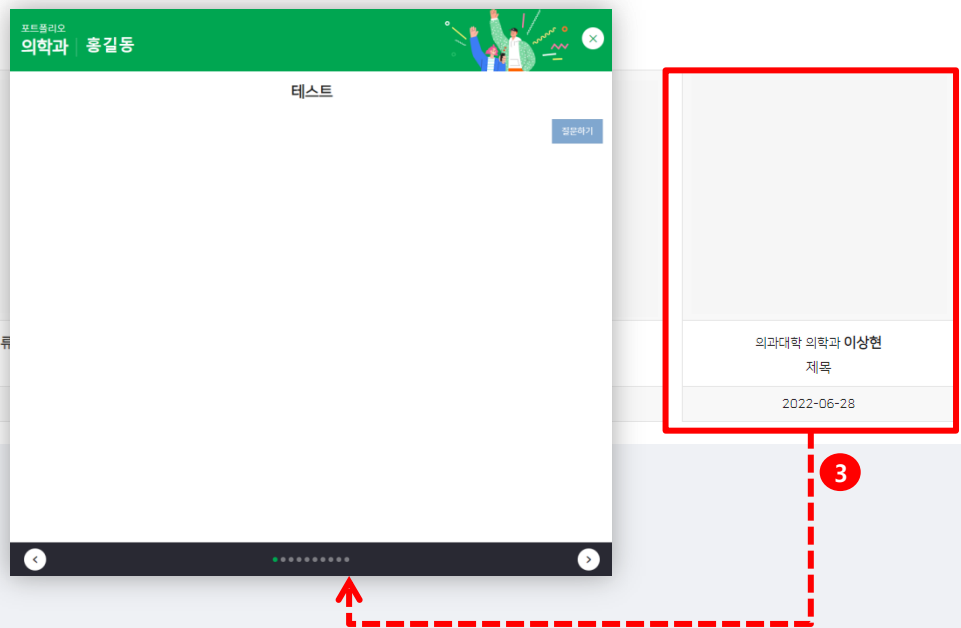 포트폴리오
의학과 홍길동
테스트
질문하기
류
의과대학 의학과 이상현
제목
2022-06-28
3